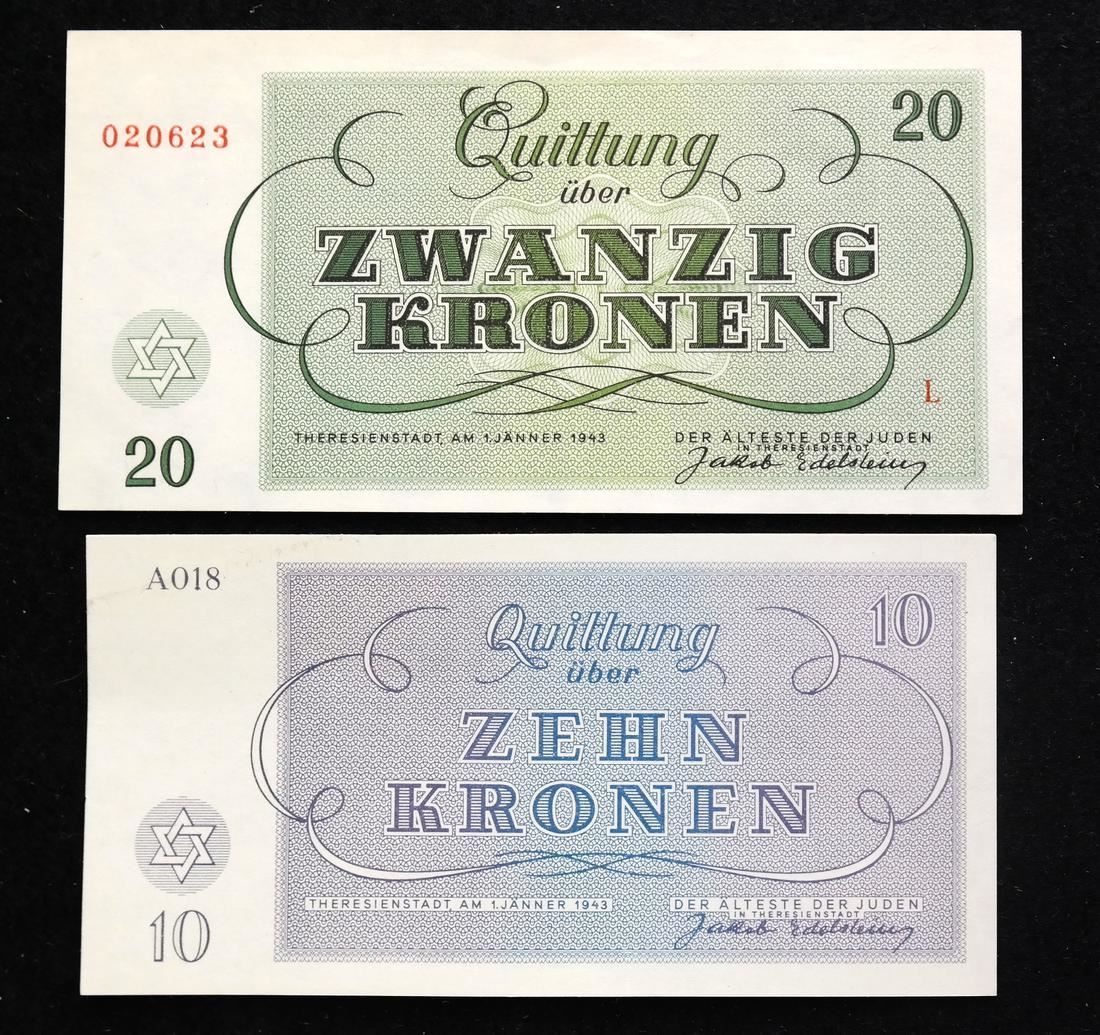 020623
Quittung
20
über
ZWANZIG
KRONEN
L
20
THERESIENSTADT, AM 1. JÄNNER 1943
DER ÄLTESTE DER JUDEN
IN THERESIENSTADT
Jakob Edelstein
A018
Quittung
10
über
ZEHN
KRONEN
10
THERESIENSTADT, AM 1. JÄNNER 1943
DER ÄLTESTE DER JUDEN
IN THERESIENSTADT
Jakob Edelstein